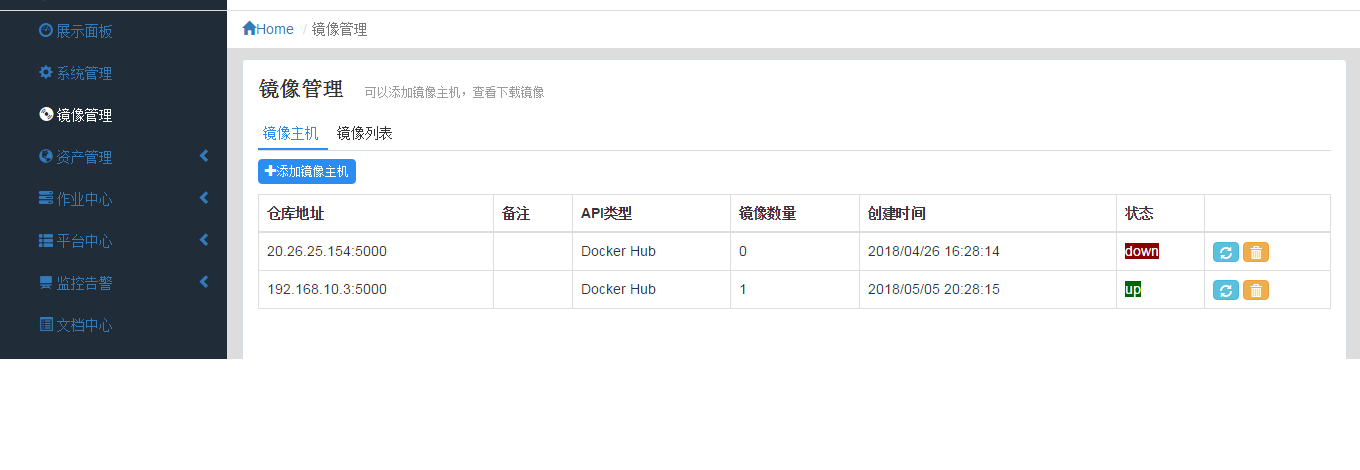 展示面板
系统管理
镜像管理
资产管理
作业中心
平台中心
监控告警
文档中心
Home / 镜像管理
镜像管理 可以添加镜像主机，查看下载镜像
镜像主机 镜像列表
添加镜像主机
仓库地址 备注 API类型 镜像数量 创建时间 状态
20.26.25.154:5000 Docker Hub 0 2018/04/26 16:28:14 down
192.168.10.3:5000 Docker Hub 1 2018/05/05 20:28:15 up